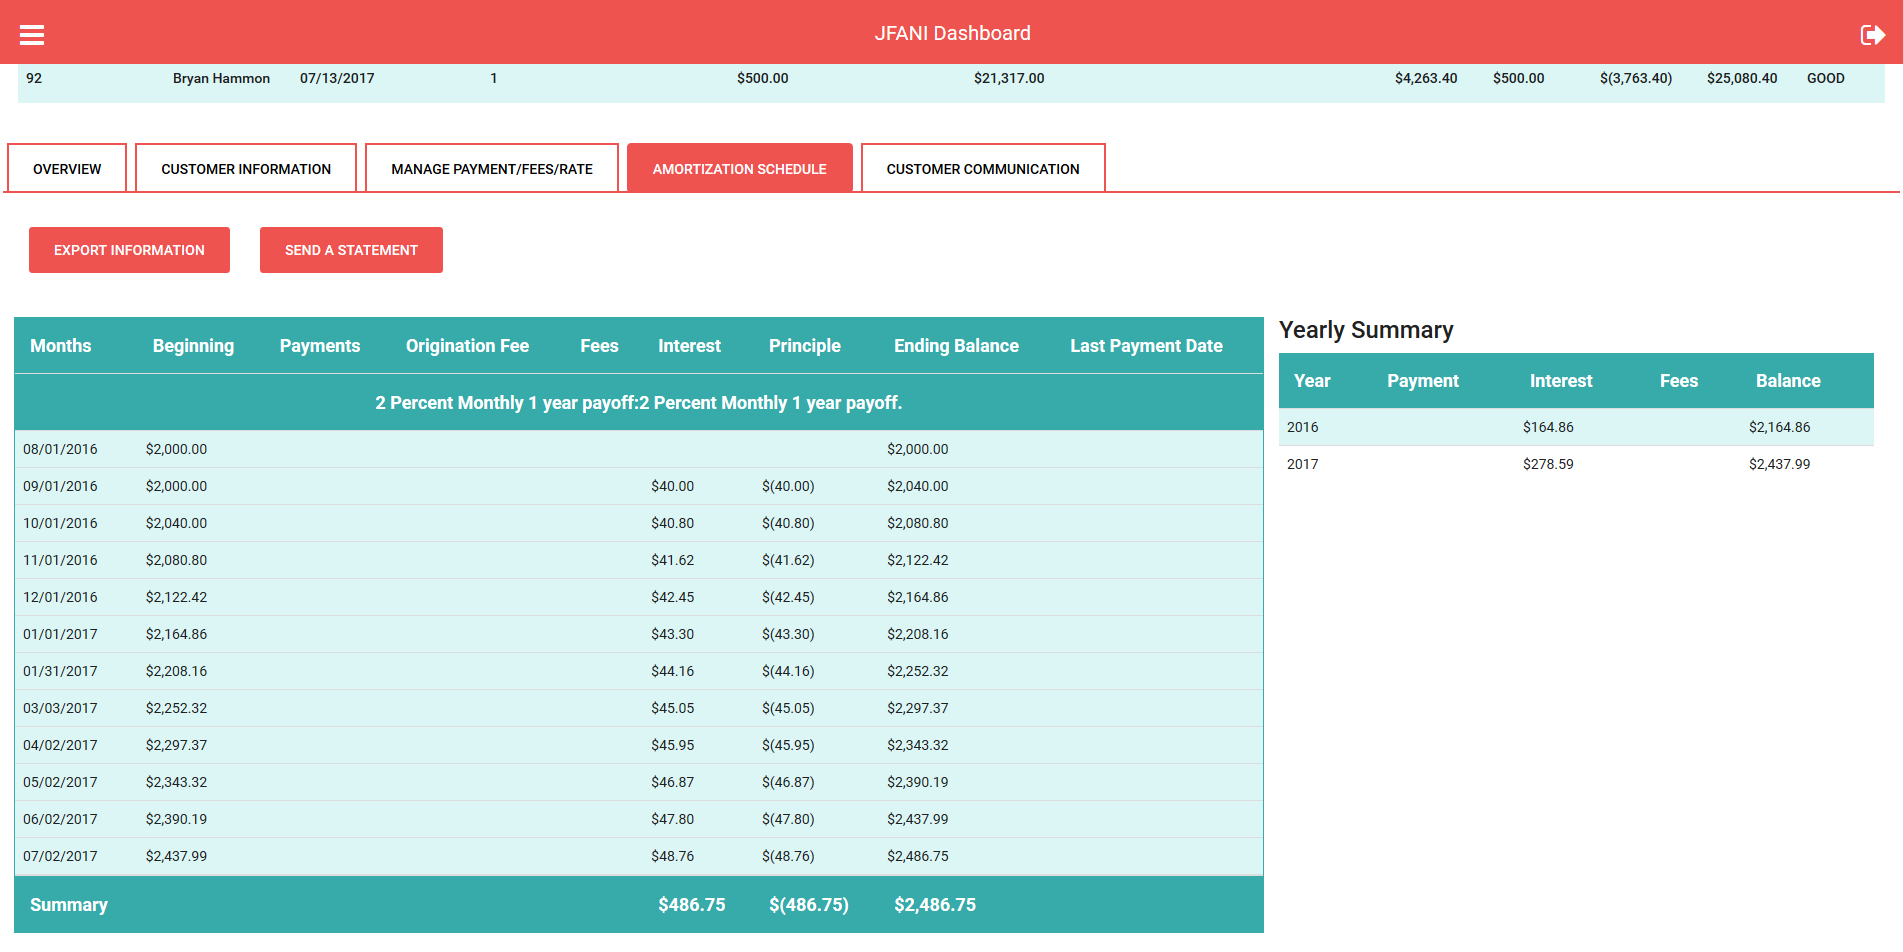 JFANI Dashboard
92 Bryan Hammon 07/13/2017 1 $500.00 $21,317.00 $4,263.40 $500.00 $(3,763.40) $25,080.40 GOOD
OVERVIEW CUSTOMER INFORMATION MANAGE PAYMENT/FEES/RATE AMORTIZATION SCHEDULE CUSTOMER COMMUNICATION
EXPORT INFORMATION SEND A STATEMENT
Months Beginning Payments Origination Fee Fees Interest Principle Ending Balance Last Payment Date
2 Percent Monthly 1 year payoff:2 Percent Monthly 1 year payoff.
08/01/2016 $2,000.00 $2,000.00
09/01/2016 $2,000.00 $40.00 $(40.00) $2,040.00
10/01/2016 $2,040.00 $40.80 $(40.80) $2,080.80
11/01/2016 $2,080.80 $41.62 $(41.62) $2,122.42
12/01/2016 $2,122.42 $42.45 $(42.45) $2,164.86
01/01/2017 $2,164.86 $43.30 $(43.30) $2,208.16
01/31/2017 $2,208.16 $44.16 $(44.16) $2,252.32
03/03/2017 $2,252.32 $45.05 $(45.05) $2,297.37
04/02/2017 $2,297.37 $45.95 $(45.95) $2,343.32
05/02/2017 $2,343.32 $46.87 $(46.87) $2,390.19
06/02/2017 $2,390.19 $47.80 $(47.80) $2,437.99
07/02/2017 $2,437.99 $48.76 $(48.76) $2,486.75
Summary $486.75 $(486.75) $2,486.75
Yearly Summary
Year Payment Interest Fees Balance
2016 $164.86 $2,164.86
2017 $278.59 $2,437.99